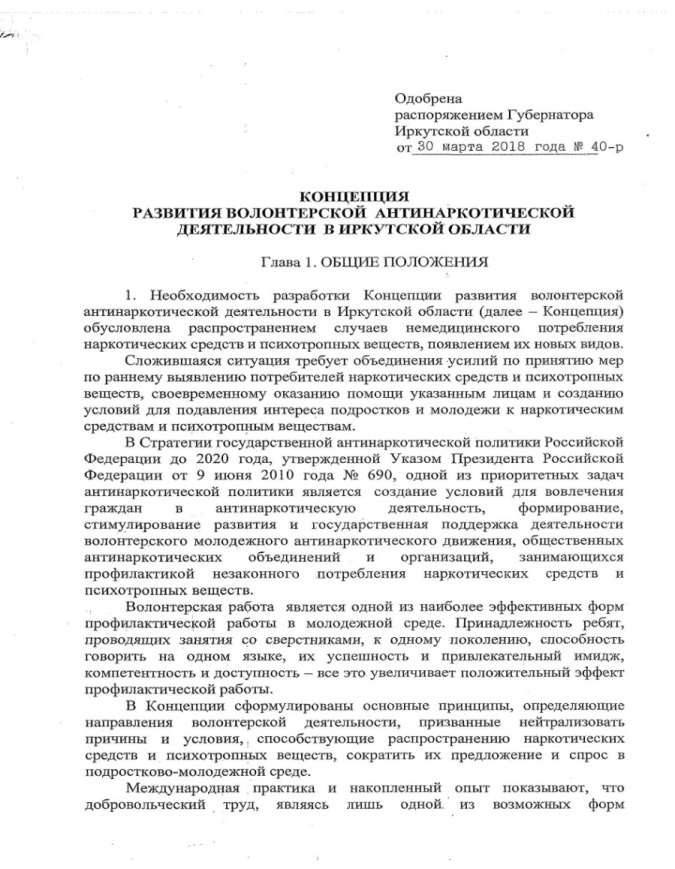 Одобрена
распоряжением Губернатора
Иркутской области
от 30 марта 2018 года № 40-р
КОНЦЕПЦИЯ
РАЗВИТИЯ ВОЛОНТЕРСКОЙ АНТИНАРКОТИЧЕСКОЙ
ДЕЯТЕЛЬНОСТИ В ИРКУТСКОЙ ОБЛАСТИ
Глава 1. ОБЩИЕ ПОЛОЖЕНИЯ
1. Необходимость разработки Концепции развития волонтерской
антинаркотической деятельности в Иркутской области (далее – Концепция)
обусловлена распространением случаев немедицинского потребления
наркотических средств и психотропных веществ, появлением их новых видов.
Сложившаяся ситуация требует объединения усилий по принятию мер
по раннему выявлению потребителей наркотических средств и психотропных
веществ, своевременному оказанию помощи указанным лицам и созданию
условий для подавления интереса подростков и молодежи к наркотическим
средствам и психотропным веществам.
В Стратегии государственной антинаркотической политики Российской
Федерации до 2020 года, утвержденной Указом Президента Российской
Федерации от 9 июня 2010 года № 690, одной из приоритетных задач
антинаркотической политики является создание условий для вовлечения
граждан в антинаркотическую деятельность, формирование,
стимулирование развития и государственная поддержка деятельности
волонтерского молодежного антинаркотического движения, общественных
антинаркотических объединений и организаций, занимающихся
профилактикой незаконного потребления наркотических средств и
психотропных веществ.
Волонтерская работа является одной из наиболее эффективных форм
профилактической работы в молодежной среде. Принадлежность ребят,
проводящих занятия со сверстниками, к одному поколению, способность
говорить на одном языке, их успешность и привлекательный имидж,
компетентность и доступность – все это увеличивает положительный эффект
профилактической работы.
В Концепции сформулированы основные принципы, определяющие
направления волонтерской деятельности, призванные нейтрализовать
причины и условия, способствующие распространению наркотических
средств и психотропных веществ, сократить их предложение и спрос в
подростково-молодежной среде.
Международная практика и накопленный опыт показывают, что
добровольческий труд, являясь лишь одной из возможных форм